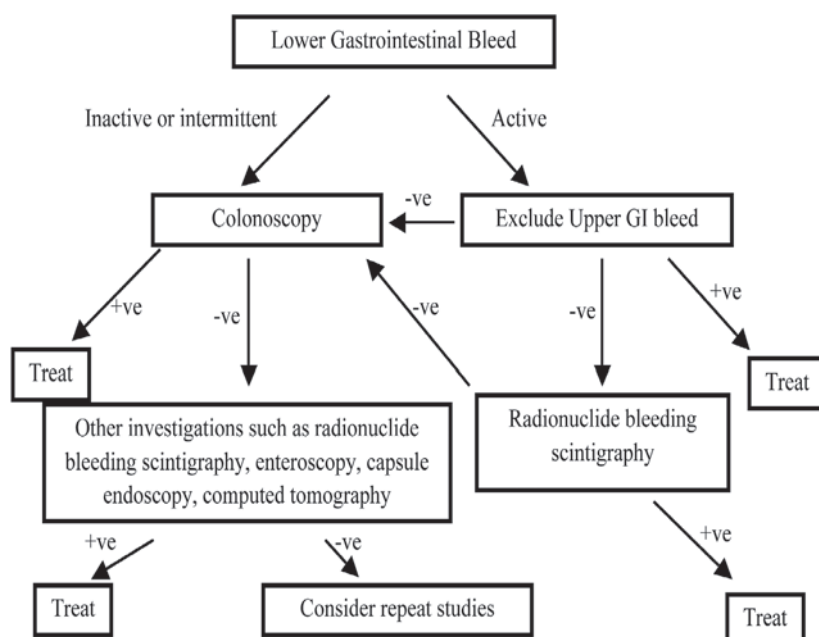 Lower Gastrointestinal Bleed
Inactive or intermittent
Active
-ve
Colonoscopy
Exclude Upper GI bleed
+ve
-ve
-ve
-ve
+ve
Treat
Treat
Other investigations such as radionuclide
bleeding scintigraphy, enteroscopy, capsule
endoscopy, computed tomography
Radionuclide bleeding
scintigraphy
+ve
-ve
+ve
Treat
Consider repeat studies
Treat